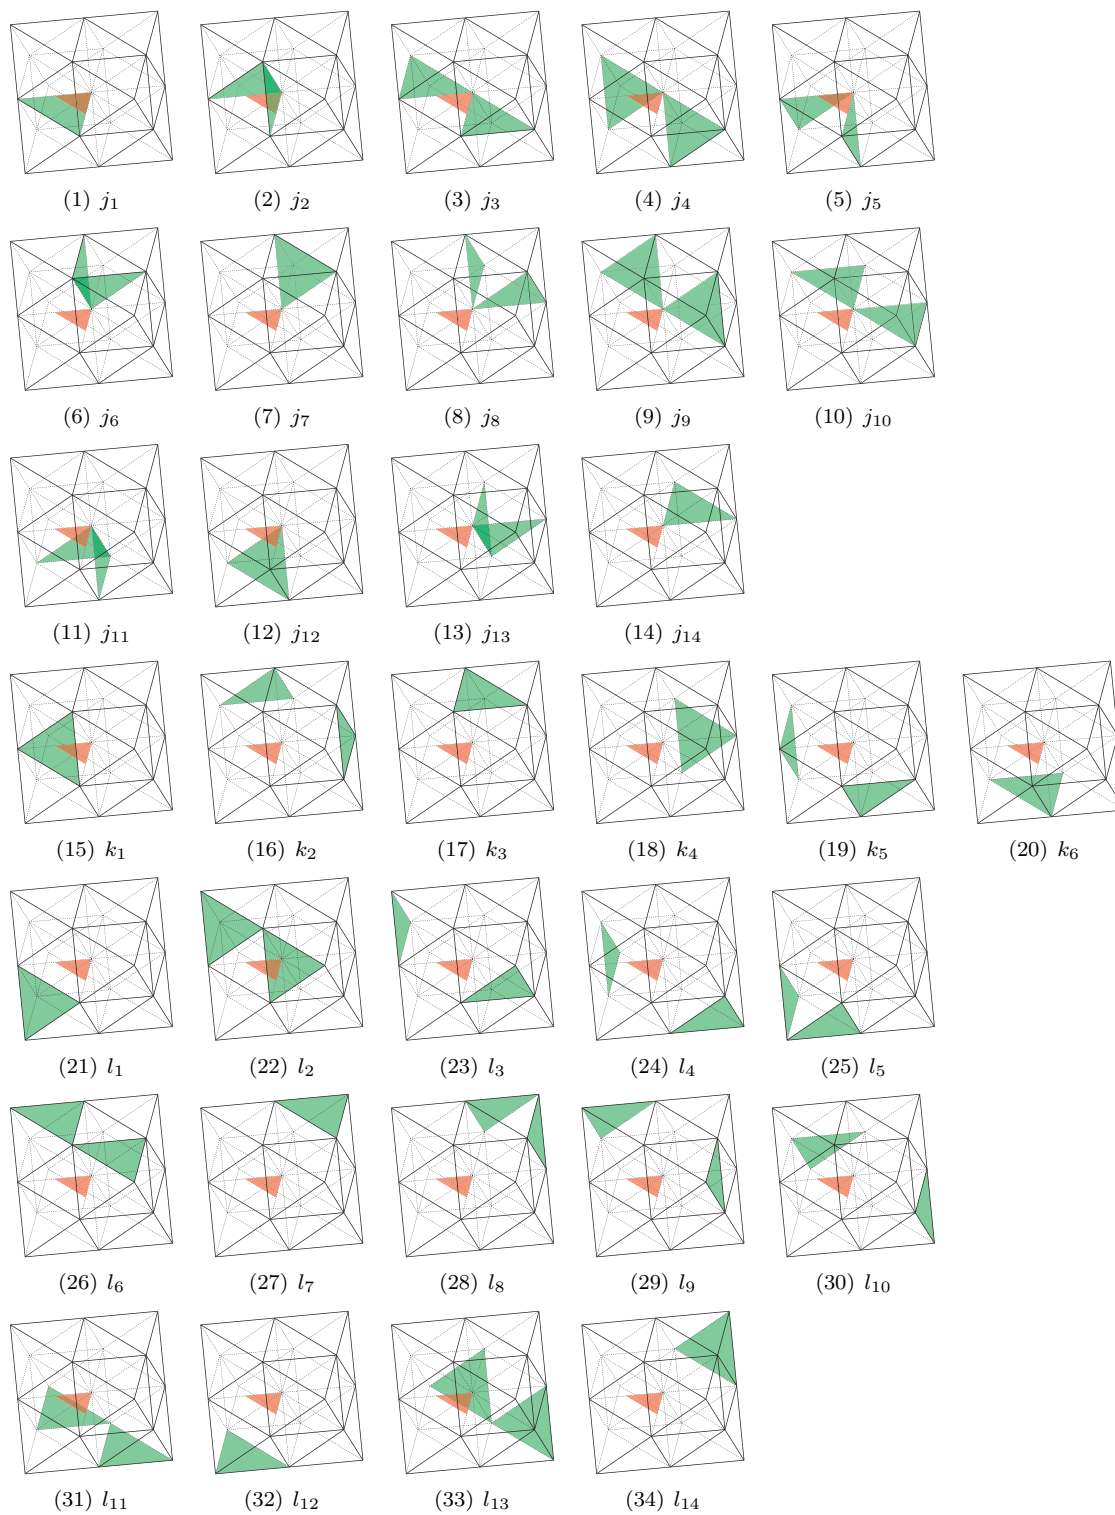 (1) j₁ (2) j₂ (3) j₃ (4) j₄ (5) j₅
(6) j₆ (7) j₇ (8) j₈ (9) j₉ (10) j₁₀
(11) j₁₁ (12) j₁₂ (13) j₁₃ (14) j₁₄
(15) k₁ (16) k₂ (17) k₃ (18) k₄ (19) k₅ (20) k₆
(21) l₁ (22) l₂ (23) l₃ (24) l₄ (25) l₅
(26) l₆ (27) l₇ (28) l₈ (29) l₉ (30) l₁₀
(31) l₁₁ (32) l₁₂ (33) l₁₃ (34) l₁₄